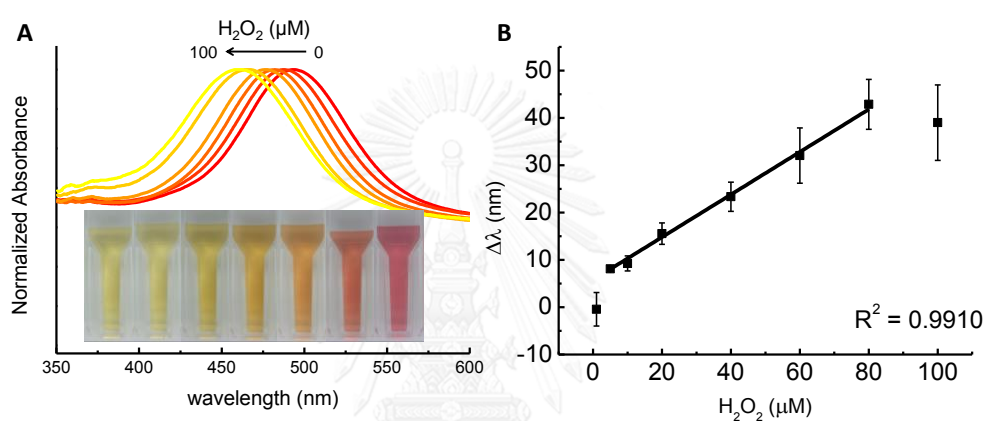 A
H₂O₂ (µM)
100 0
Normalized Absorbance
350 400 450 500 550 600
wavelength (nm)
B
50
40
30
20
10
0
-10
Δλ (nm)
R² = 0.9910
0 20 40 60 80 100
H₂O₂ (µM)